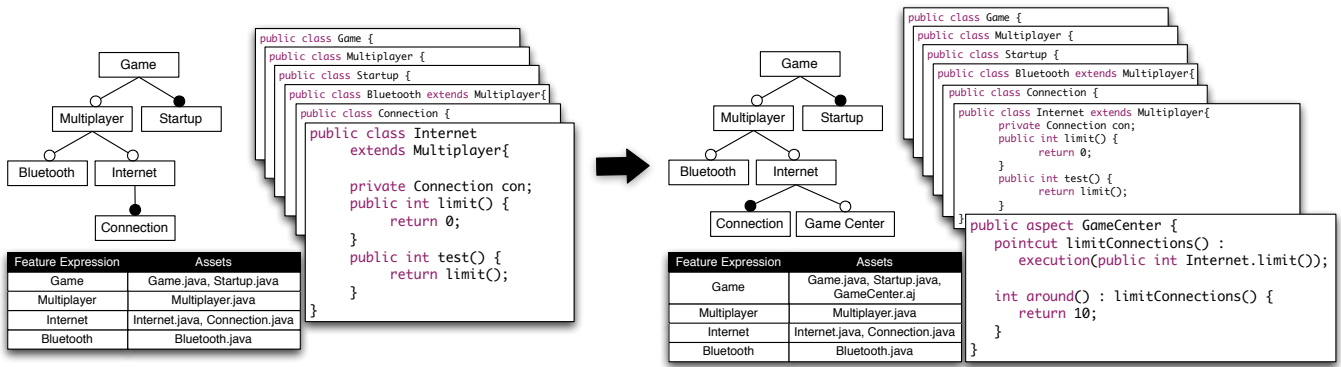 Game
Multiplayer
Startup
Bluetooth
Internet
Connection
Feature Expression Assets
Game Game.java, Startup.java
Multiplayer Multiplayer.java
Internet Internet.java, Connection.java
Bluetooth Bluetooth.java
public class Game {
public class Multiplayer {
public class Startup {
public class Bluetooth extends Multiplayer{
public class Connection {
public class Internet
extends Multiplayer{
private Connection con;
public int limit() {
return 0;
}
public int test() {
return limit();
}
}
Game
Multiplayer
Startup
Bluetooth
Internet
Connection
Game Center
Feature Expression Assets
Game Game.java, Startup.java,
GameCenter.aj
Multiplayer Multiplayer.java
Internet Internet.java, Connection.java
Bluetooth Bluetooth.java
public class Game {
public class Multiplayer {
public class Startup {
public class Bluetooth extends Multiplayer{
public class Connection {
public class Internet extends Multiplayer{
private Connection con;
public int limit() {
return 0;
}
public int test() {
return limit();
}
}
public aspect GameCenter {
pointcut limitConnections() :
execution(public int Internet.limit());
int around() : limitConnections() {
return 10;
}
}